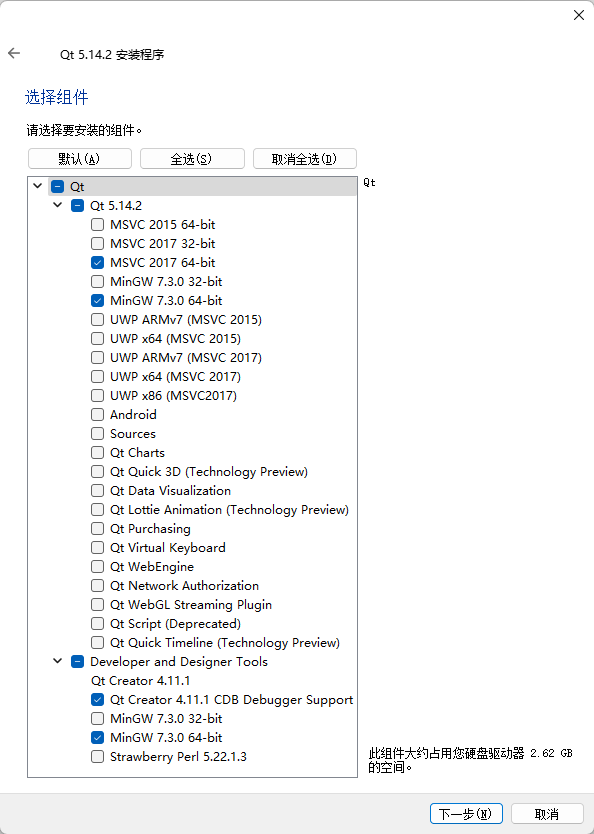 Qt 5.14.2 安装程序
选择组件
请选择要安装的组件。
默认(A)
全选(S)
取消全选(D)
Qt
Qt
Qt 5.14.2
MSVC 2015 64-bit
MSVC 2017 32-bit
MSVC 2017 64-bit
MinGW 7.3.0 32-bit
MinGW 7.3.0 64-bit
UWP ARMv7 (MSVC 2015)
UWP x64 (MSVC 2015)
UWP ARMv7 (MSVC 2017)
UWP x64 (MSVC 2017)
UWP x86 (MSVC2017)
Android
Sources
Qt Charts
Qt Quick 3D (Technology Preview)
Qt Data Visualization
Qt Lottie Animation (Technology Preview)
Qt Purchasing
Qt Virtual Keyboard
Qt WebEngine
Qt Network Authorization
Qt WebGL Streaming Plugin
Qt Script (Deprecated)
Qt Quick Timeline (Technology Preview)
Developer and Designer Tools
Qt Creator 4.11.1
Qt Creator 4.11.1 CDB Debugger Support
MinGW 7.3.0 32-bit
MinGW 7.3.0 64-bit
Strawberry Perl 5.22.1.3
此组件大约占用您硬盘驱动器 2.62 GB
的空间。
下一步(N)
取消